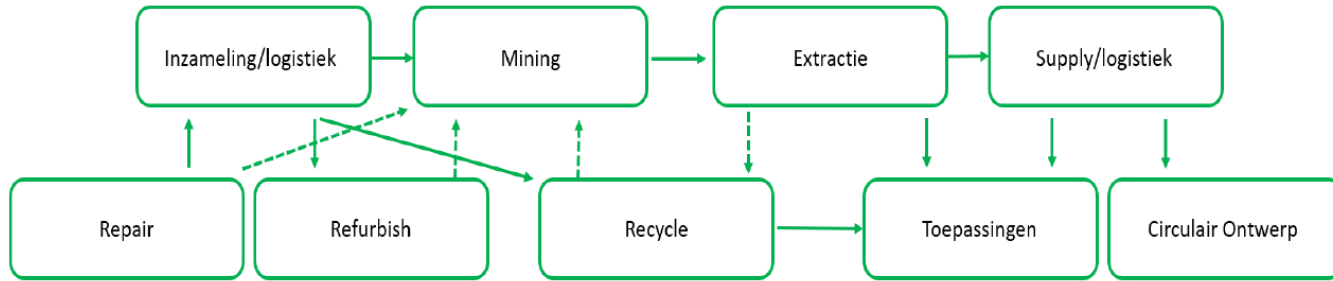 Inzameling/logistiek
Mining
Extractie
Supply/logistiek
Repair
Refurbish
Recycle
Toepassingen
Circulair Ontwerp